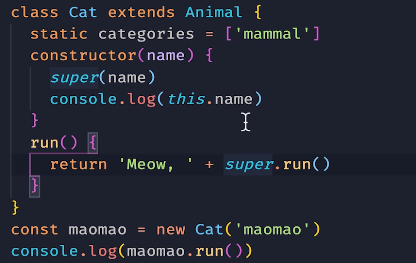 class Cat extends Animal {
  static categories = ['mammal']
  constructor(name) {
    super(name)
    console.log(this.name)
  }
  run() {
    return 'Meow, ' + super.run()
  }
}
const maomao = new Cat('maomao')
console.log(maomao.run())